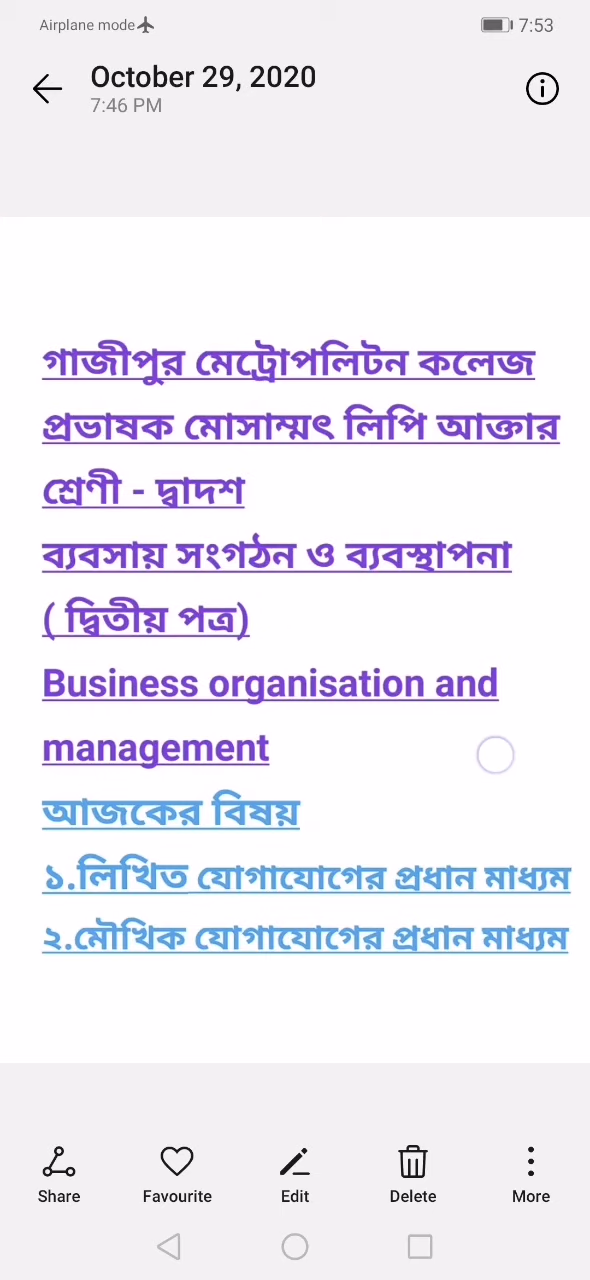 Airplane mode 7:53
October 29, 2020
7:46 PM
গাজীপুর মেট্রোপলিটন কলেজ
প্রভাষক মোসাম্মৎ লিপি আক্তার
শ্রেণী - দ্বাদশ
ব্যবসায় সংগঠন ও ব্যবস্থাপনা
( দ্বিতীয় পত্র)
Business organisation and
management
আজকের বিষয়
১.লিখিত যোগাযোগের প্রধান মাধ্যম
২.মৌখিক যোগাযোগের প্রধান মাধ্যম
Share Favourite Edit Delete More